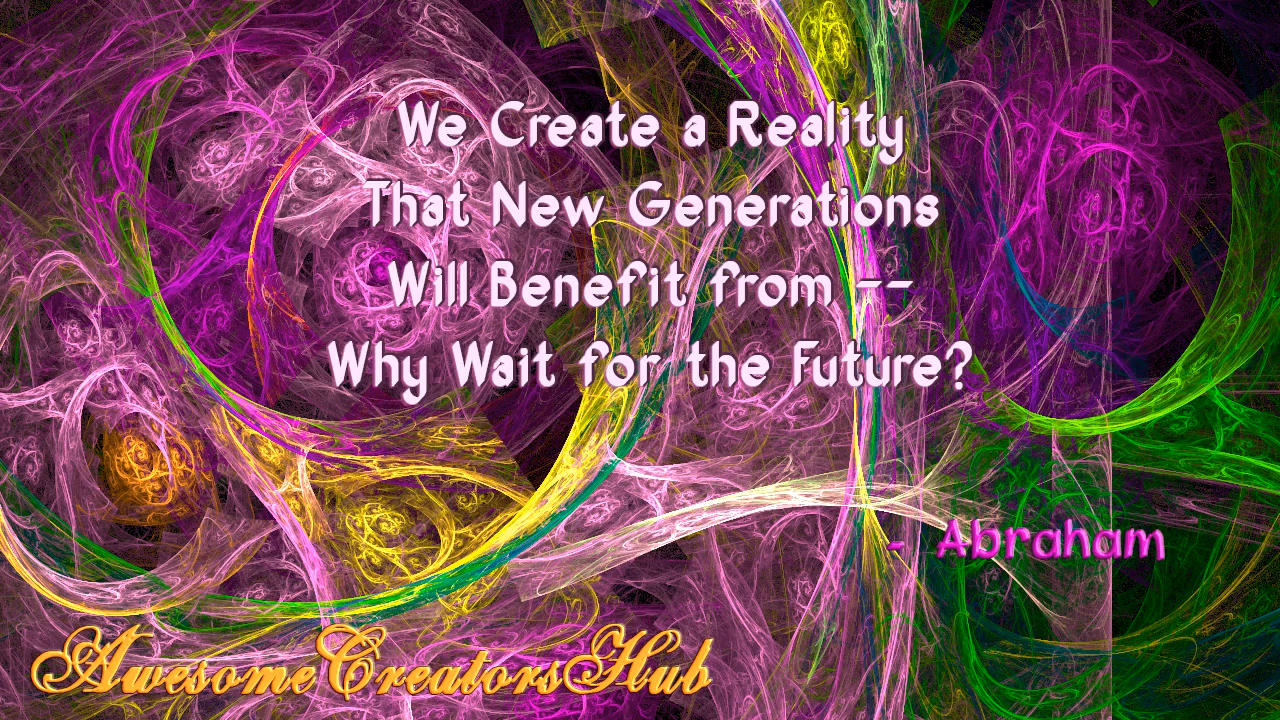 We Create a Reality
That New Generations
Will Benefit from --
Why Wait for the Future?
- Abraham
AwesomeCreatorsHub